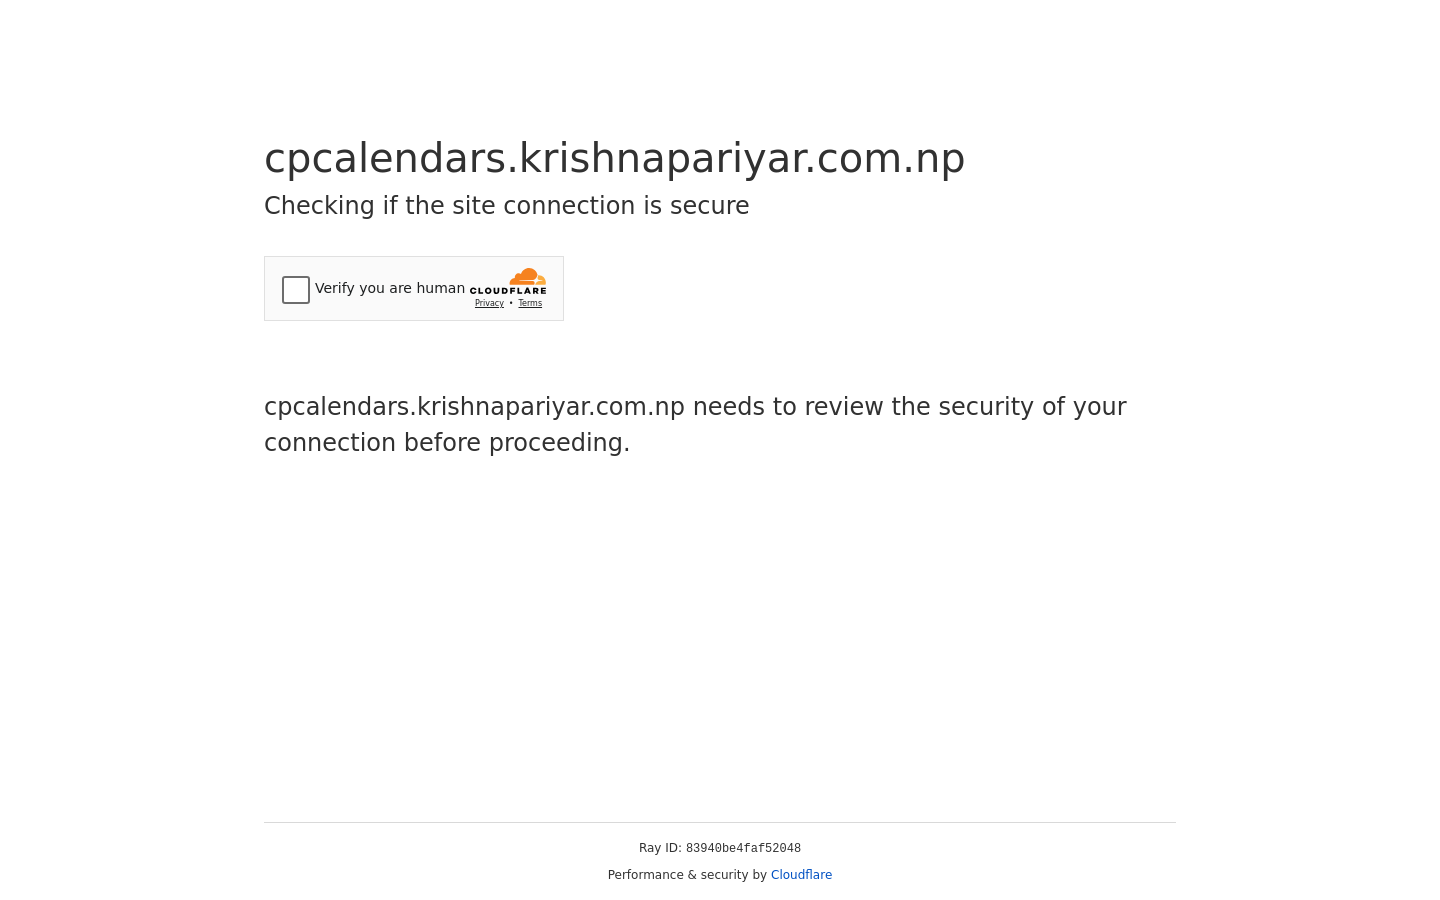 cpcalendars.krishnapariyar.com.np
Checking if the site connection is secure
Verify you are human
CLOUDFLARE
Privacy • Terms
cpcalendars.krishnapariyar.com.np needs to review the security of your
connection before proceeding.
Ray ID: 83940be4faf52048
Performance & security by Cloudflare